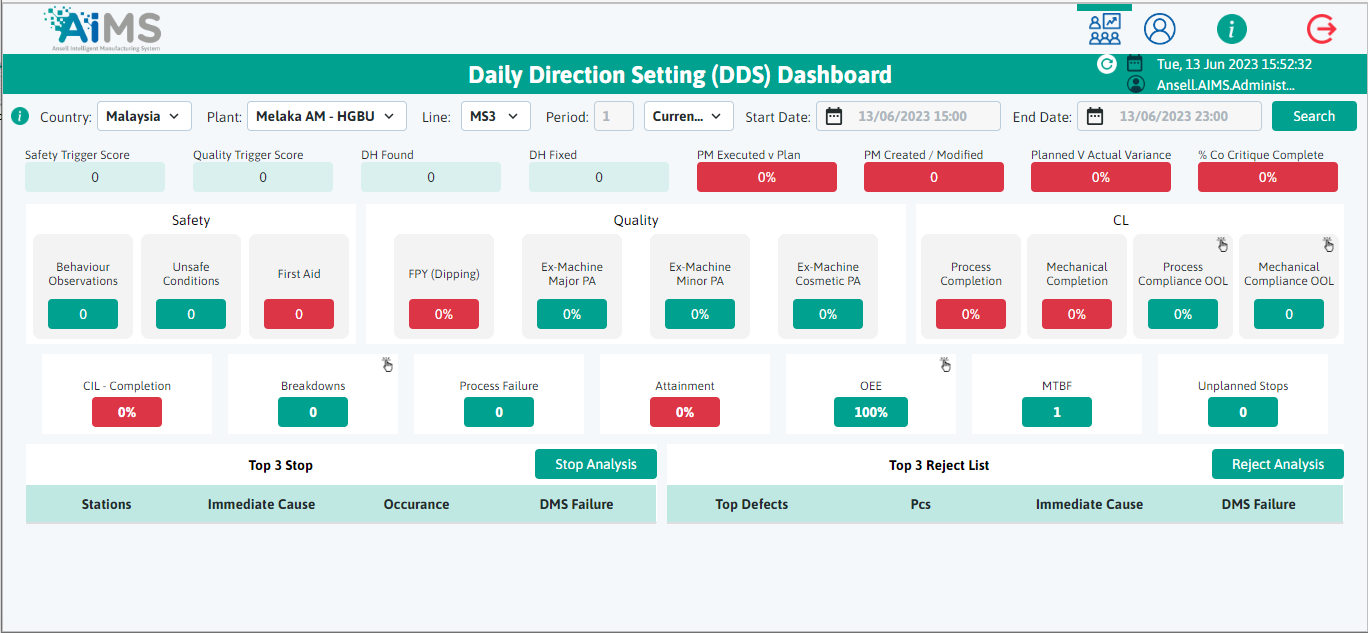 AiMS
Ansell Intelligent Manufacturing System
Daily Direction Setting (DDS) Dashboard
Tue, 13 Jun 2023 15:52:32
Ansell.AIMS.Administ...
Country: Malaysia Plant: Melaka AM - HGBU Line: MS3 Period: 1 Curren... Start Date: 13/06/2023 15:00 End Date: 13/06/2023 23:00 Search
Safety Trigger Score Quality Trigger Score DH Found DH Fixed PM Executed v Plan PM Created / Modified Planned V Actual Variance % Co Critique Complete
0 0 0 0 0% 0 0% 0%
Safety Quality CL
Behaviour Observations
0
Unsafe Conditions
0
First Aid
0
FPY (Dipping)
0%
Ex-Machine Major PA
0%
Ex-Machine Minor PA
0%
Ex-Machine Cosmetic PA
0%
Process Completion
0%
Mechanical Completion
0%
Process Compliance OOL
0%
Mechanical Compliance OOL
0
CIL - Completion Breakdowns Process Failure Attainment OEE MTBF Unplanned Stops
0% 0 0 0% 100% 1 0
Top 3 Stop Stop Analysis
Stations Immediate Cause Occurance DMS Failure
Top 3 Reject List Reject Analysis
Top Defects Pcs Immediate Cause DMS Failure